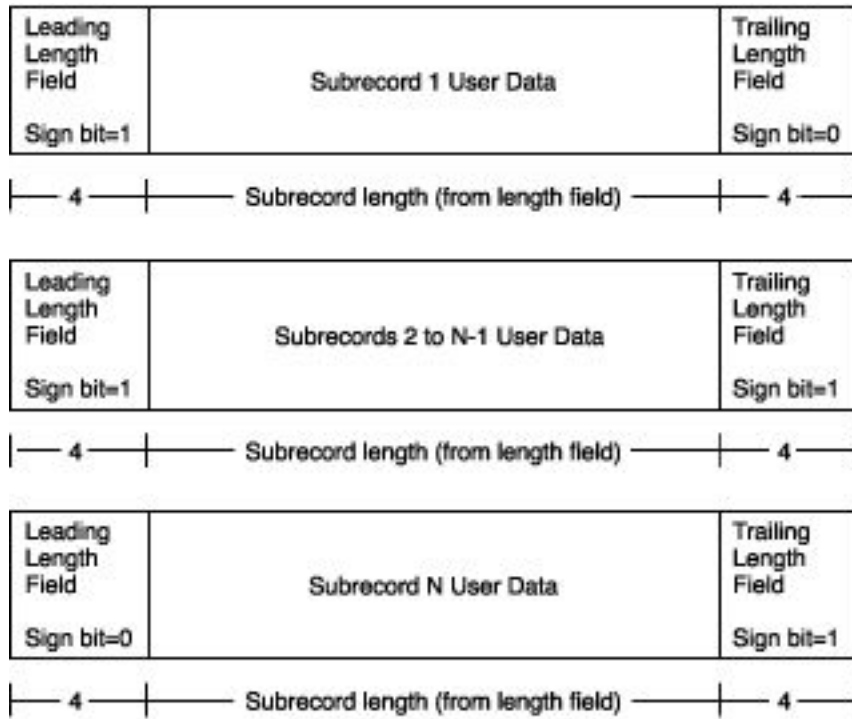 Leading
Length
Field
Sign bit=1
Subrecord 1 User Data
Trailing
Length
Field
Sign bit=0
4
Subrecord length (from length field)
4
Leading
Length
Field
Sign bit=1
Subrecords 2 to N-1 User Data
Trailing
Length
Field
Sign bit=1
4
Subrecord length (from length field)
4
Leading
Length
Field
Sign bit=0
Subrecord N User Data
Trailing
Length
Field
Sign bit=1
4
Subrecord length (from length field)
4